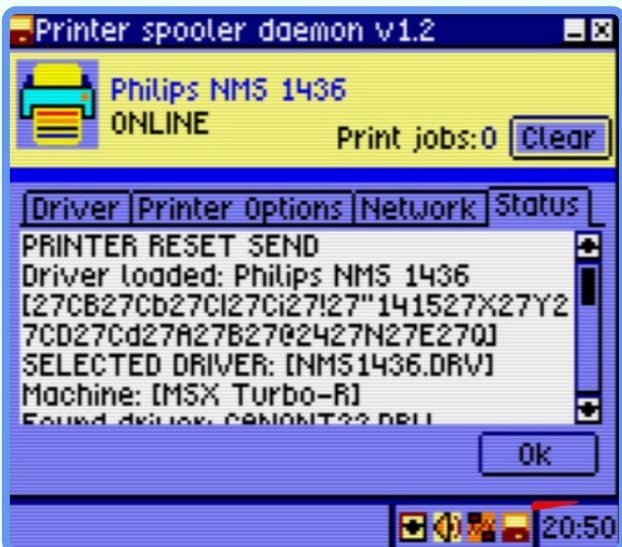 Printer spooler daemon v1.2
Philips NMS 1436
ONLINE
Print jobs:0 Clear
Driver Printer Options Network Status
PRINTER RESET SEND
Driver loaded: Philips NMS 1436
[27CB27Cb27CI27Ci27!27"141527X27Y2
7CD27Cd27A27B27@2427N27E27Q]
SELECTED DRIVER: [NMS1436.DRV]
Machine: [MSX Turbo-R]
Found driver:
Ok
20:50